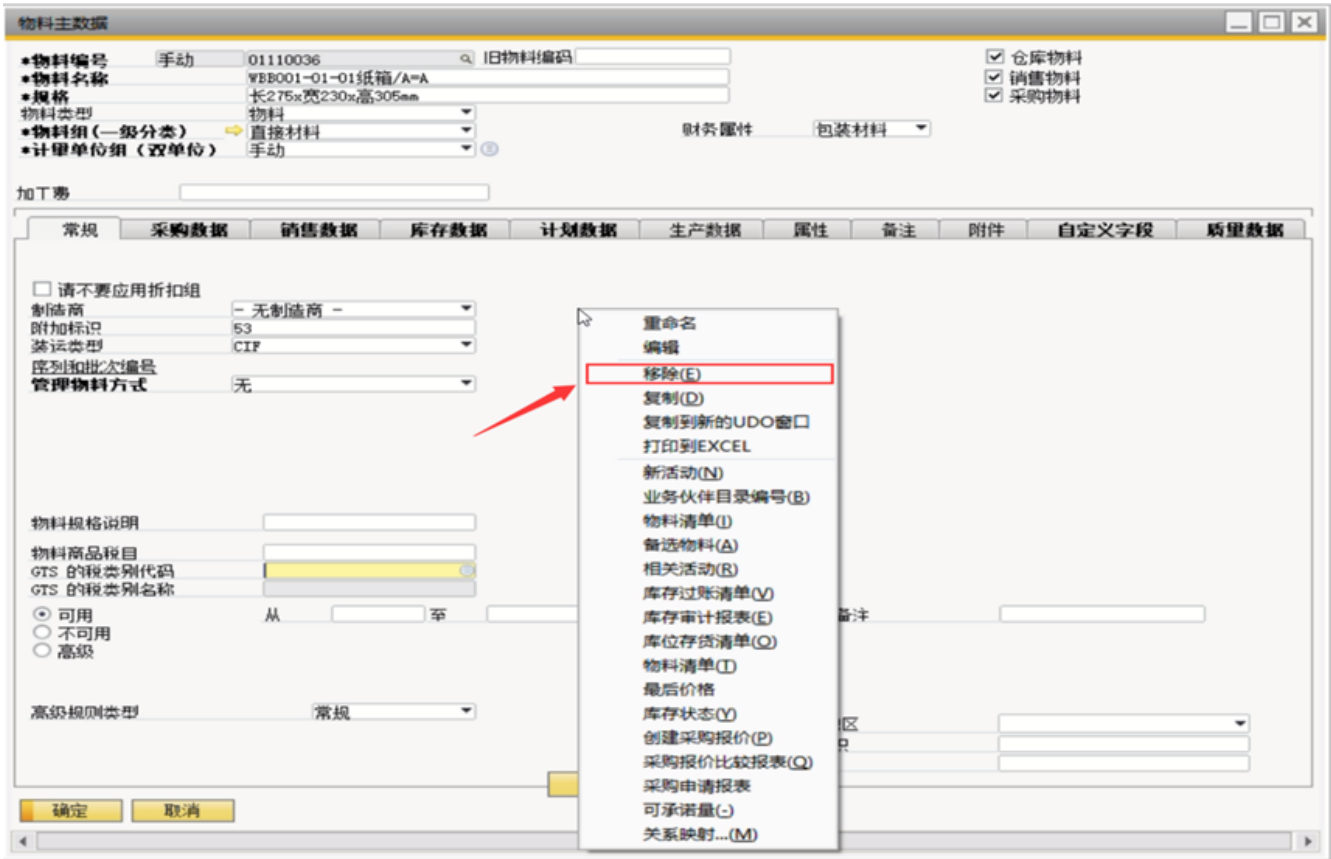 物料主数据
*物料编号 手动 01110036 旧物料编码 仓库物料
*物料名称 WBB001-01-01纸箱/A=A 销售物料
*规格 长275x宽230x高305mm 采购物料
物料类型 物料
*物料组(一级分类) 直接材料 财务属性 包装材料
*计量单位组(双单位) 手动
加工费
常规 采购数据 销售数据 库存数据 计划数据 生产数据 属性 备注 附件 自定义字段 质量数据
请不要应用折扣组
制造商 - 无制造商 -
附加标识 53
装运类型 CIF
序列和批次编号
管理物料方式 无
物料规格说明
物料商品税目
GTS 的税类别代码
GTS 的税类别名称
可用 从 至 备注
不可用
高级
高级规则类型 常规
区
确定 取消
重命名
编辑
移除(E)
复制(D)
复制到新的UDO窗口
打印到EXCEL
新活动(N)
业务伙伴目录编号(B)
物料清单(I)
备选物料(A)
相关活动(R)
库存过账清单(V)
库存审计报表(E)
库位存货清单(O)
物料清单(T)
最后价格
库存状态(Y)
创建采购报价(P)
采购报价比较报表(Q)
采购申请报表
可承诺量(-)
关系映射...(M)